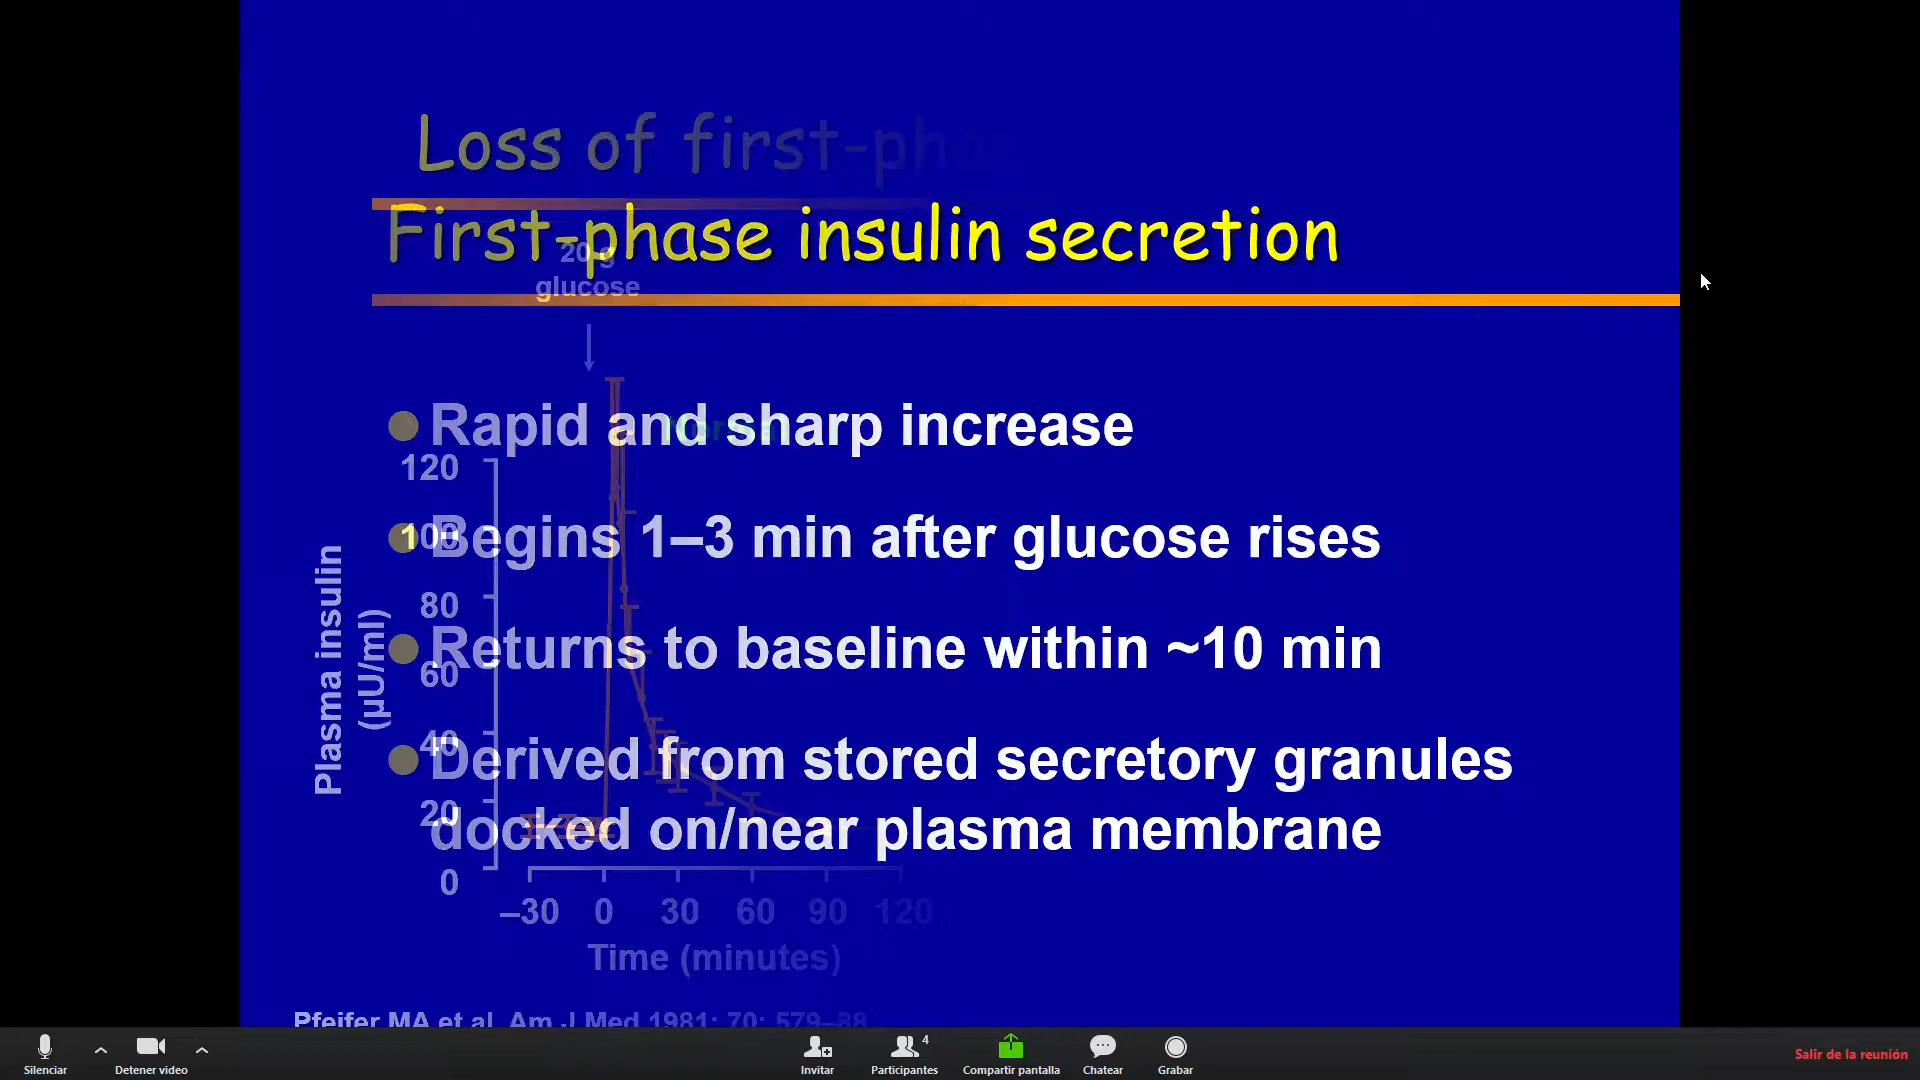 Loss of first-phas
First-phase insulin secretion
20 g
glucose
Rapid and sharp increase
Begins 1–3 min after glucose rises
Returns to baseline within ~10 min
Derived from stored secretory granules
docked on/near plasma membrane
Plasma insulin
(µU/ml)
120
100
80
60
40
20
0
–30 0 30 60 90 120
Time (minutes)
Pfeifer MA et al. Am J Med 1981; 70: 579–88
Silenciar
Detener video
Invitar
4
Participantes
Compartir pantalla
Chatear
Grabar
Salir de la reunión